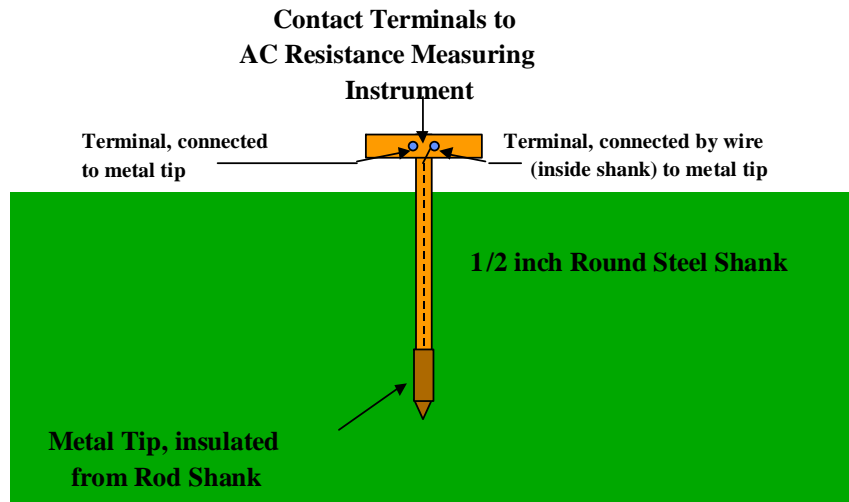 Contact Terminals to
AC Resistance Measuring
Instrument
Terminal, connected
to metal tip
Terminal, connected by wire
(inside shank) to metal tip
1/2 inch Round Steel Shank
Metal Tip, insulated
from Rod Shank